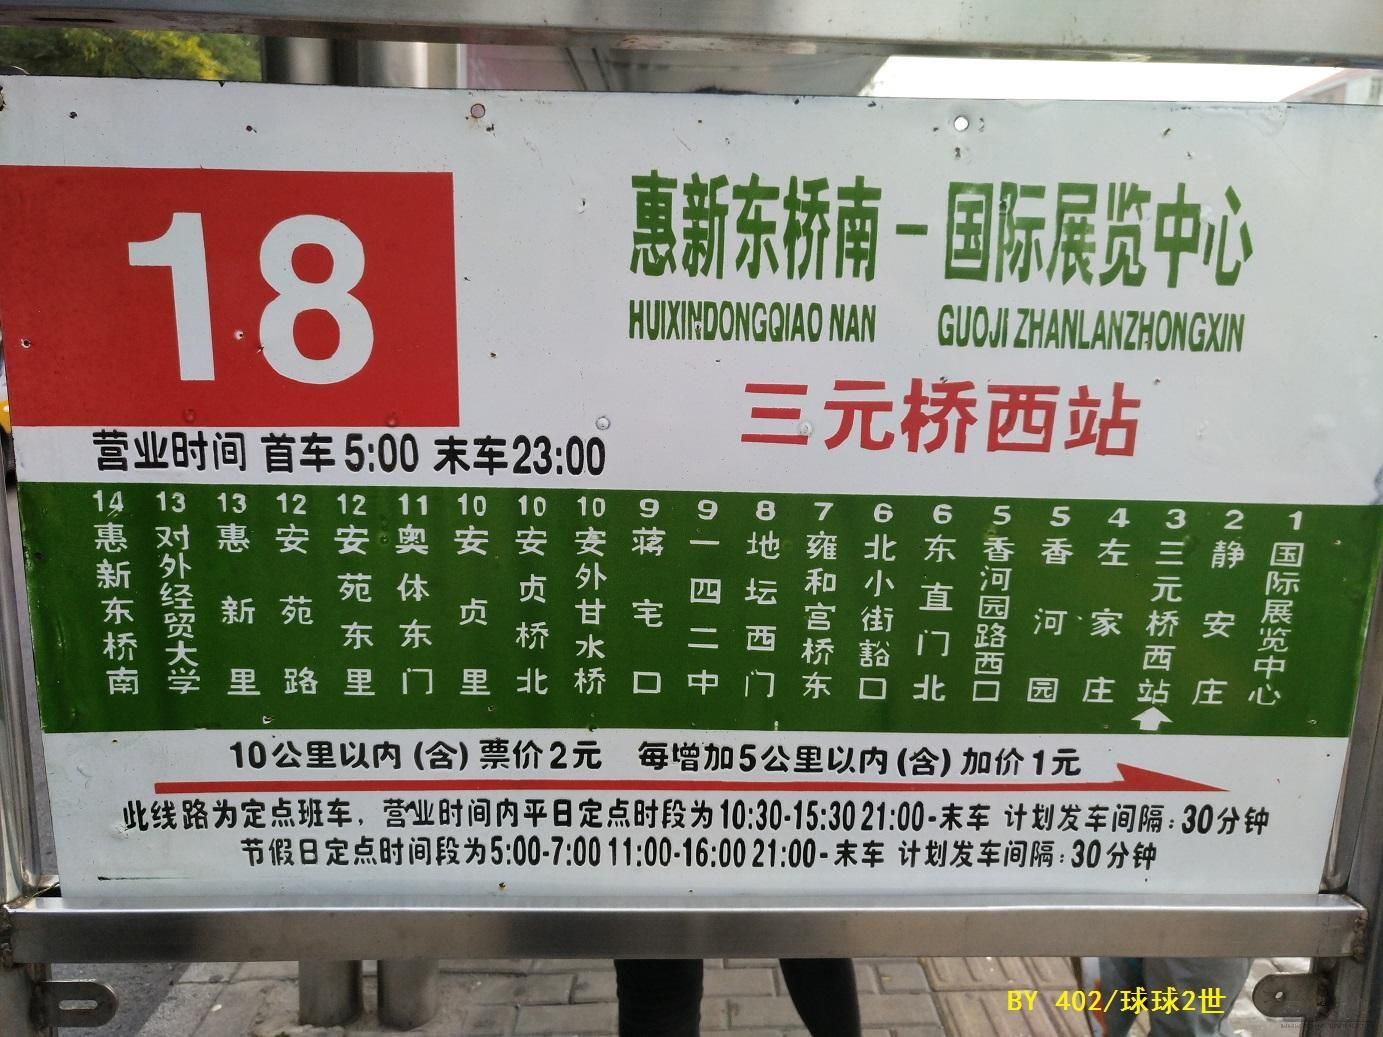 18
惠新东桥南 — 国际展览中心
HUIXINDONGQIAO NAN GUOJI ZHANLANZHONGXIN
三元桥西站
营业时间 首车 5:00 末车 23:00
14 惠新东桥南
13 对外经贸大学
13 惠新里
12 安苑路
12 安苑东里
11 奥体东门
10 安贞里
10 安贞桥北
10 安外甘水桥
9 蒋宅口
9 一四二中
8 地坛西门
7 雍和宫桥东
6 北小街豁口
6 东直门北
5 香河园路西口
5 香河园
4 左家庄
3 三元桥西站
2 静安庄
1 国际展览中心
10公里以内(含)票价2元 每增加5公里以内(含)加价1元
此线路为定点班车，营业时间内平日定点时段为10:30-15:30 21:00-末车 计划发车间隔:30分钟
节假日定点时间段为5:00-7:00 11:00-16:00 21:00-末车 计划发车间隔:30分钟
BY 402/球球2世